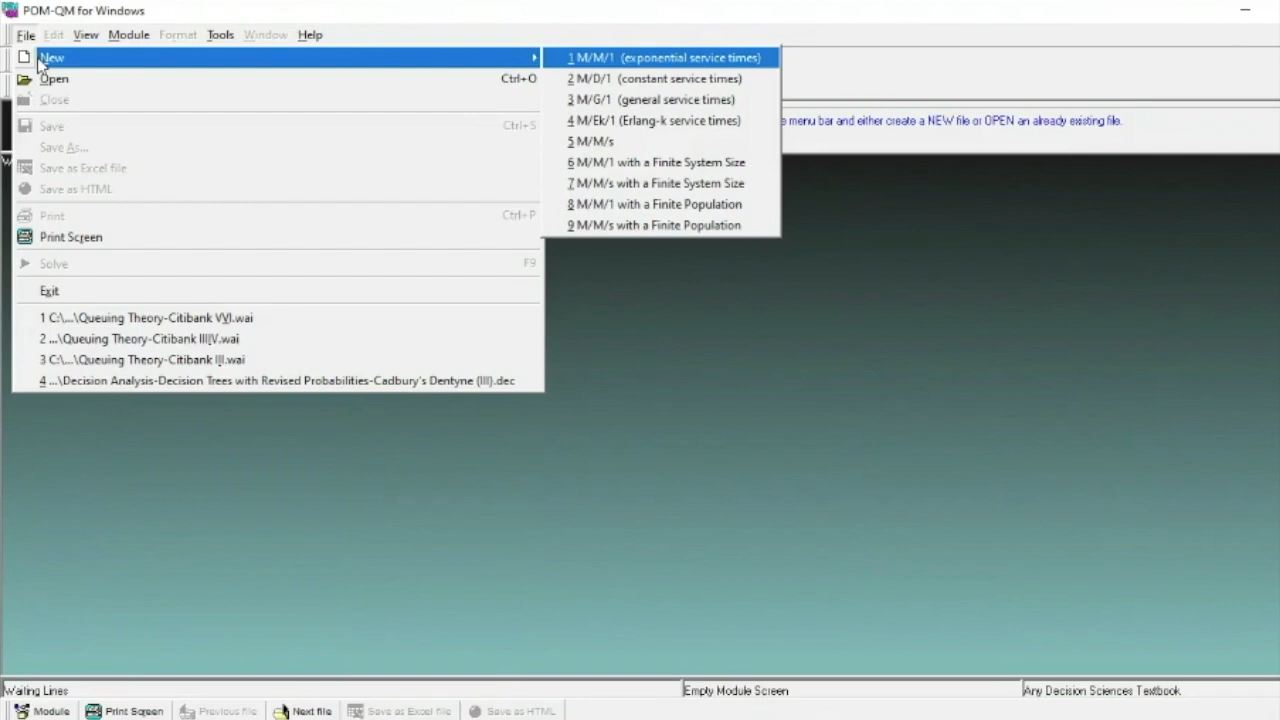 POM-QM for Windows
File Edit View Module Format Tools Window Help
New
Open Ctrl+O
Close
Save Ctrl+S
Save As...
Save as Excel file
Save as HTML
Print Ctrl+P
Print Screen
Solve F9
Exit
1 C:\...\Queuing Theory-Citibank V,VI.wai
2 ...\Queuing Theory-Citibank III,IV.wai
3 C:\...\Queuing Theory-Citibank I,II.wai
4 ...\Decision Analysis-Decision Trees with Revised Probabilities-Cadbury's Dentyne (III).dec
1 M/M/1 (exponential service times)
2 M/D/1 (constant service times)
3 M/G/1 (general service times)
4 M/Ek/1 (Erlang-k service times)
5 M/M/s
6 M/M/1 with a Finite System Size
7 M/M/s with a Finite System Size
8 M/M/1 with a Finite Population
9 M/M/s with a Finite Population
menu bar and either create a NEW file or OPEN an already existing file.
Waiting Lines Empty Module Screen Any Decision Sciences Textbook
Module Print Screen Previous file Next file Save as Excel file Save as HTML